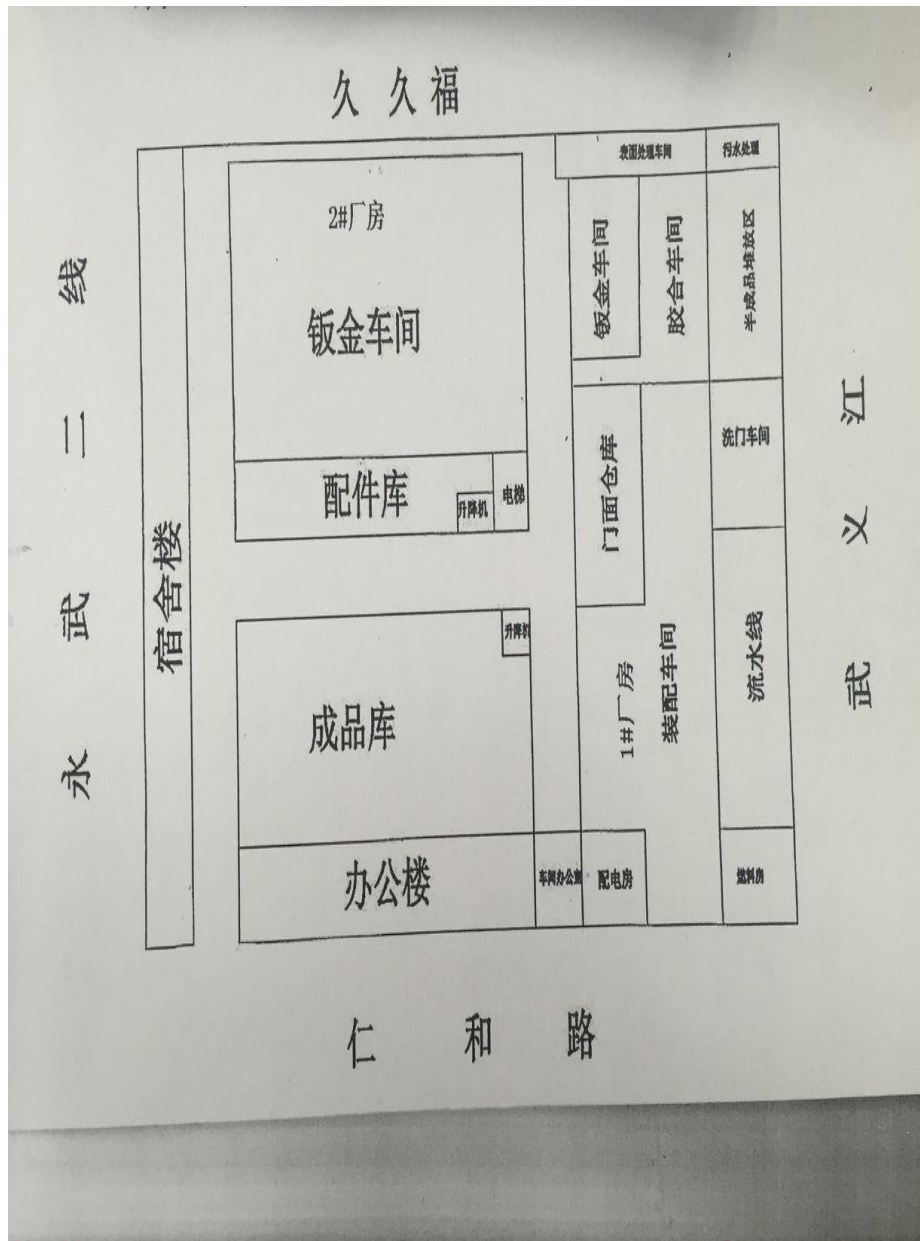 久久福
表面处理车间
污水处理
2#厂房
钣金车间
钣金车间
胶合车间
半成品堆放区
永武二线
配件库
升降机
电梯
门面仓库
洗门车间
武义江
宿舍楼
成品库
升降机
1#厂房
装配车间
流水线
办公楼
车间办公室
配电房
燃料房
仁和路